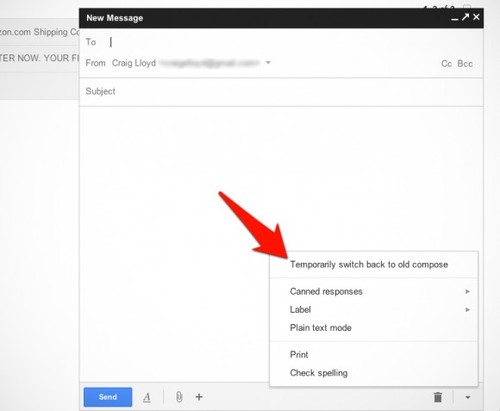 New Message
zon.com Shipping Co
To
TER NOW. YOUR FI
From Craig Lloyd
Cc Bcc
Subject
Temporarily switch back to old compose
Canned responses
Label
Plain text mode
Print
Check spelling
Send A